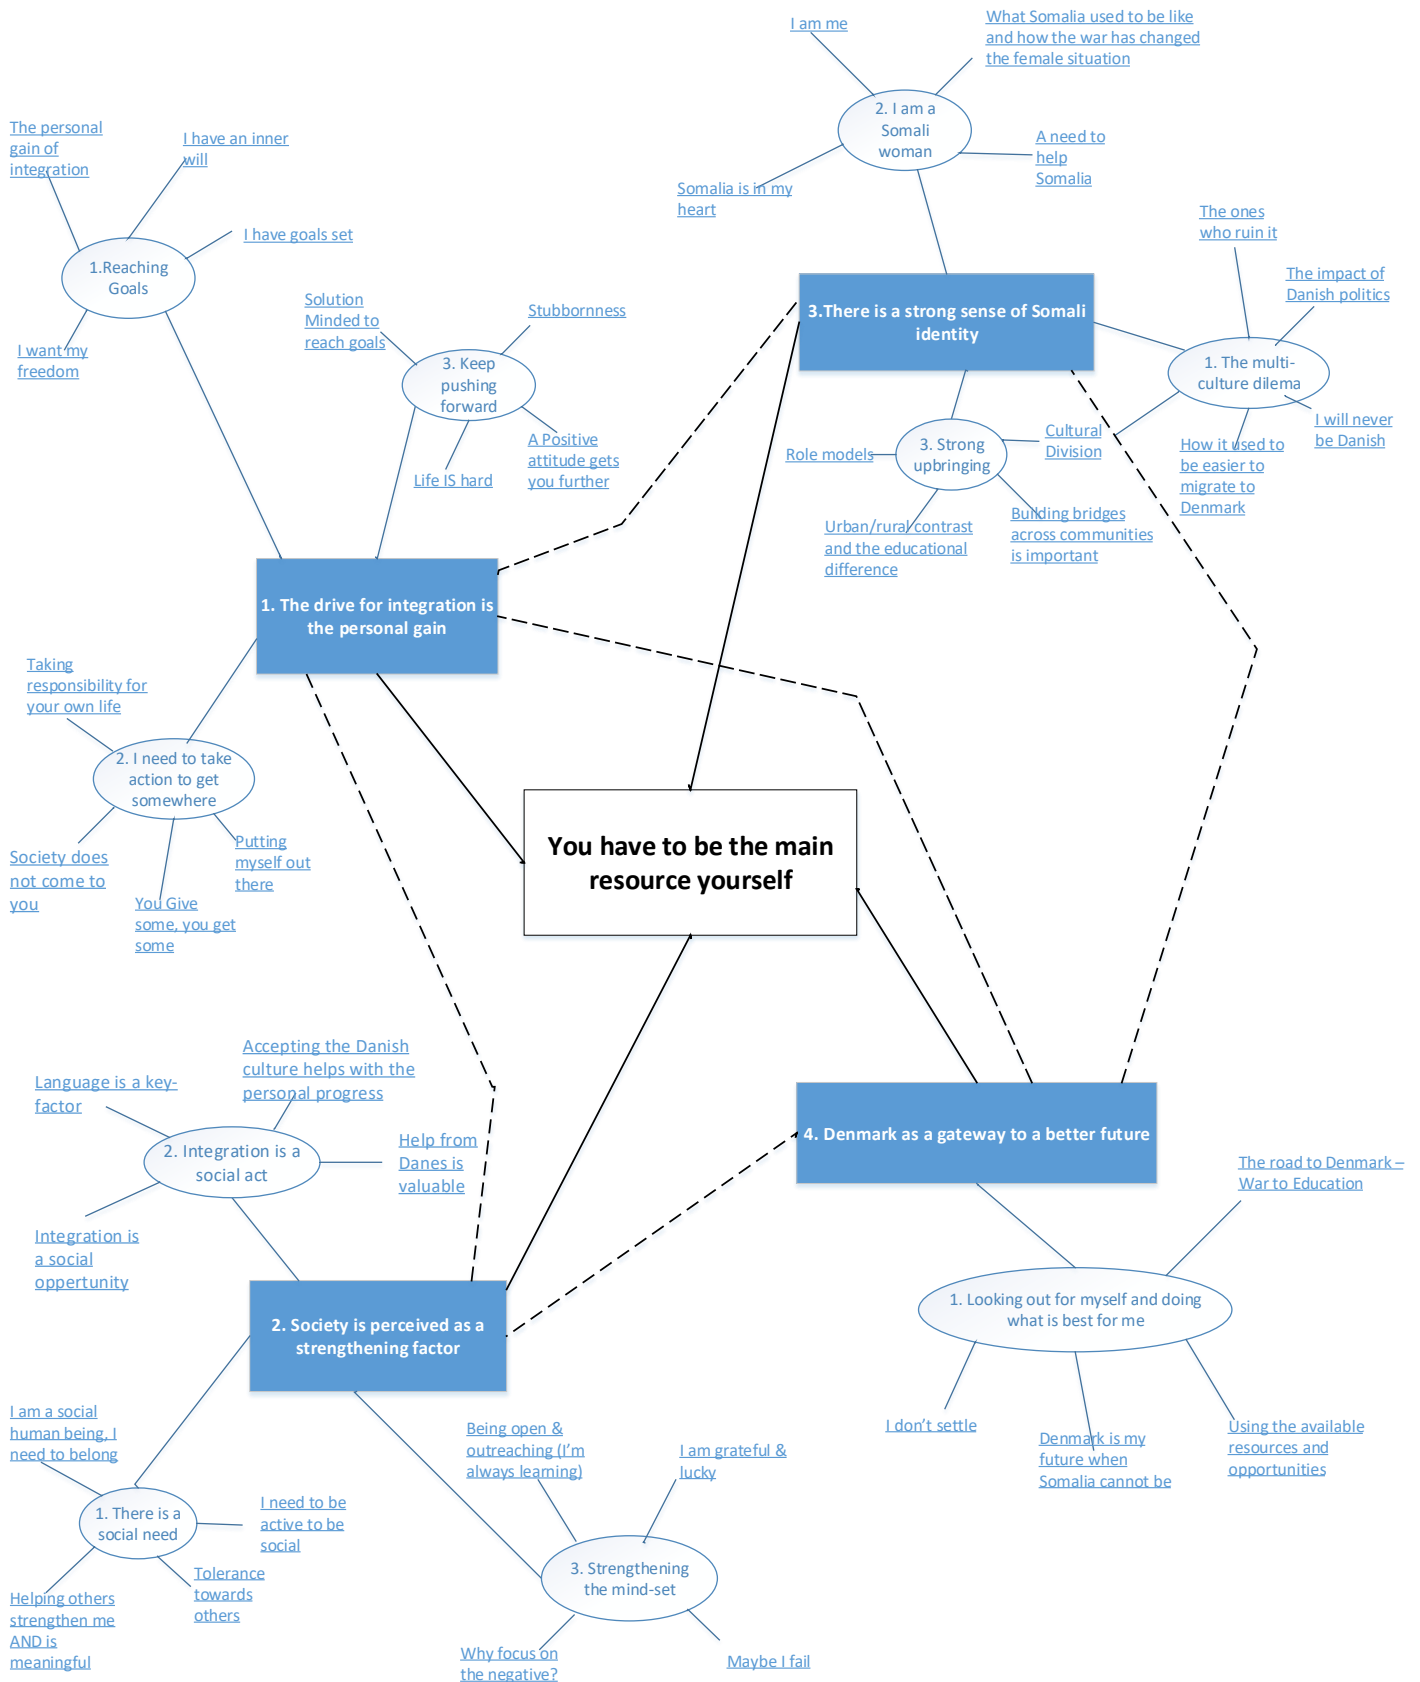 I am me
What Somalia used to be like
and how the war has changed
the female situation
2. I am a
Somali
woman
A need to
help
Somalia
Somalia is in my
heart
The personal
gain of
integration
I have an inner
will
I have goals set
1.Reaching
Goals
I want my
freedom
Solution
Minded to
reach goals
Stubbornness
3. Keep
pushing
forward
A Positive
attitude gets
you further
Life IS hard
3.There is a strong sense of Somali
identity
The ones
who ruin it
The impact of
Danish politics
1. The multi-
culture dilema
I will never
be Danish
How it used to
be easier to
migrate to
Denmark
Role models
3. Strong
upbringing
Cultural
Division
Urban/rural contrast
and the educational
difference
Building bridges
across communities
is important
1. The drive for integration is
the personal gain
Taking
responsibility for
your own life
2. I need to take
action to get
somewhere
Society does
not come to
you
You Give
some, you get
some
Putting
myself out
there
You have to be the main
resource yourself
Language is a key-
factor
Accepting the Danish
culture helps with the
personal progress
2. Integration is a
social act
Help from
Danes is
valuable
Integration is
a social
oppertunity
4. Denmark as a gateway to a better future
The road to Denmark –
War to Education
1. Looking out for myself and doing
what is best for me
I don't settle
Denmark is my
future when
Somalia cannot be
Using the available
resources and
opportunities
2. Society is perceived as a
strengthening factor
I am a social
human being, I
need to belong
1. There is a
social need
I need to be
active to be
social
Tolerance
towards
others
Helping others
strengthen me
AND is
meaningful
Being open &
outreaching (I'm
always learning)
I am grateful &
lucky
3. Strengthening
the mind-set
Why focus on
the negative?
Maybe I fail